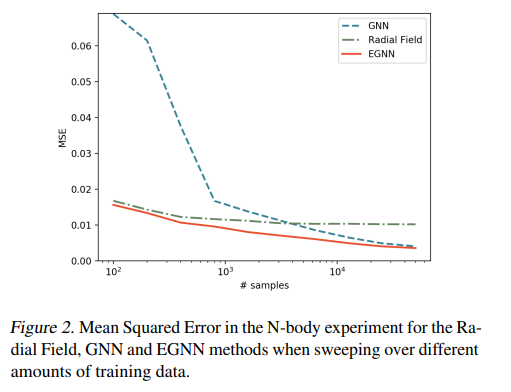 GNN
Radial Field
EGNN
0.06
0.05
0.04
0.03
0.02
0.01
0.00
MSE
10²
10³
10⁴
# samples
Figure 2. Mean Squared Error in the N-body experiment for the Ra-
dial Field, GNN and EGNN methods when sweeping over different
amounts of training data.